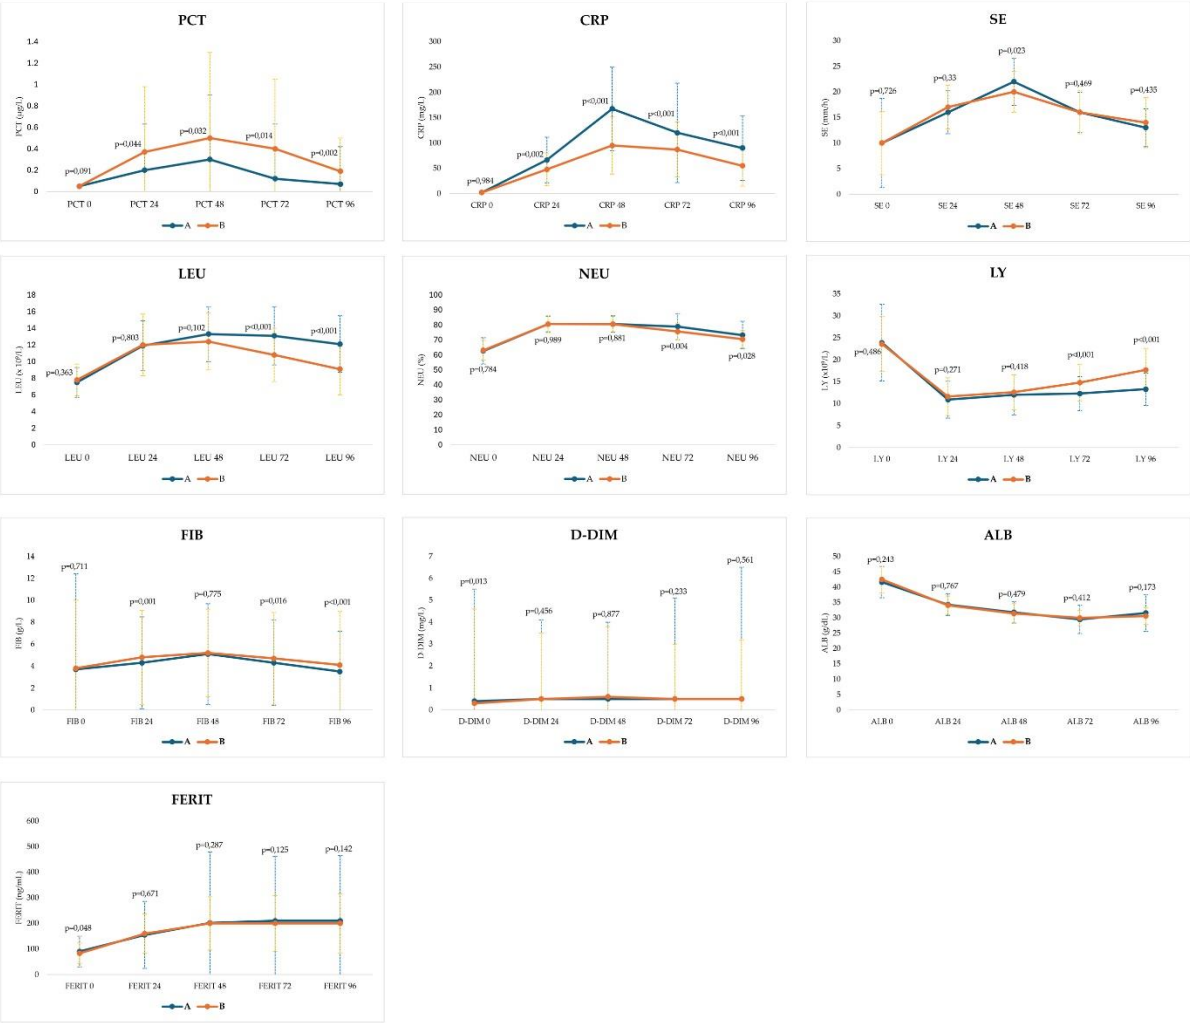 PCT
PCT (µg/L)
1.4
1.2
1
0.8
0.6
0.4
0.2
0
p=0,091
p=0,044
p=0,032
p=0,014
p=0,002
PCT 0 PCT 24 PCT 48 PCT 72 PCT 96
A B
CRP
CRP (mg/L)
300
250
200
150
100
50
0
p=0,984
p=0,002
p<0,001
p<0,001
p<0,001
CRP 0 CRP 24 CRP 48 CRP 72 CRP 96
A B
SE
SE (mm/h)
30
25
20
15
10
5
0
p=0,726
p=0,33
p=0,023
p=0,469
p=0,435
SE 0 SE 24 SE 48 SE 72 SE 96
A B
LEU
LEU (x 10⁹/L)
18
16
14
12
10
8
6
4
2
0
p=0,363
p=0,803
p=0,102
p<0,001
p<0,001
LEU 0 LEU 24 LEU 48 LEU 72 LEU 96
A B
NEU
NEU (%)
100
90
80
70
60
50
40
30
20
10
0
p=0,784
p=0,989
p=0,881
p=0,004
p=0,028
NEU 0 NEU 24 NEU 48 NEU 72 NEU 96
A B
LY
LY (x10⁹/L)
35
30
25
20
15
10
5
0
p=0,486
p=0,271
p=0,418
p<0,001
p<0,001
LY 0 LY 24 LY 48 LY 72 LY 96
A B
FIB
FIB (g/L)
14
12
10
8
6
4
2
0
p=0,711
p=0,001
p=0,775
p=0,016
p<0,001
FIB 0 FIB 24 FIB 48 FIB 72 FIB 96
A B
D-DIM
D-DIM (mg/L)
7
6
5
4
3
2
1
0
p=0,013
p=0,456
p=0,877
p=0,233
p=0,561
D-DIM 0 D-DIM 24 D-DIM 48 D-DIM 72 D-DIM 96
A B
ALB
ALB (g/dL)
50
45
40
35
30
25
20
15
10
5
0
p=0,243
p=0,767
p=0,479
p=0,412
p=0,173
ALB 0 ALB 24 ALB 48 ALB 72 ALB 96
A B
FERIT
FERIT (ng/mL)
600
500
400
300
200
100
0
p=0,048
p=0,671
p=0,287
p=0,125
p=0,142
FERIT 0 FERIT 24 FERIT 48 FERIT 72 FERIT 96
A B